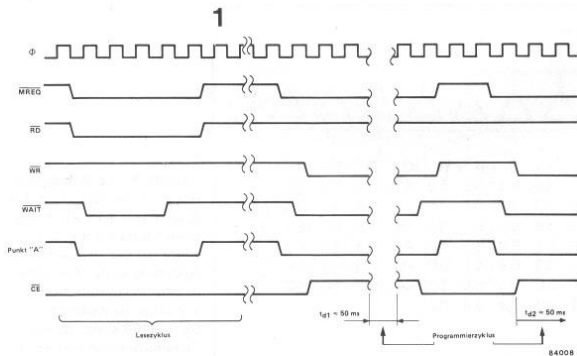 1
Φ
MREQ
RD
WR
WAIT
Punkt "A"
CE
td1 ≈ 50 ms
td2 ≈ 50 ms
Lesezyklus
Programmierzyklus
84008